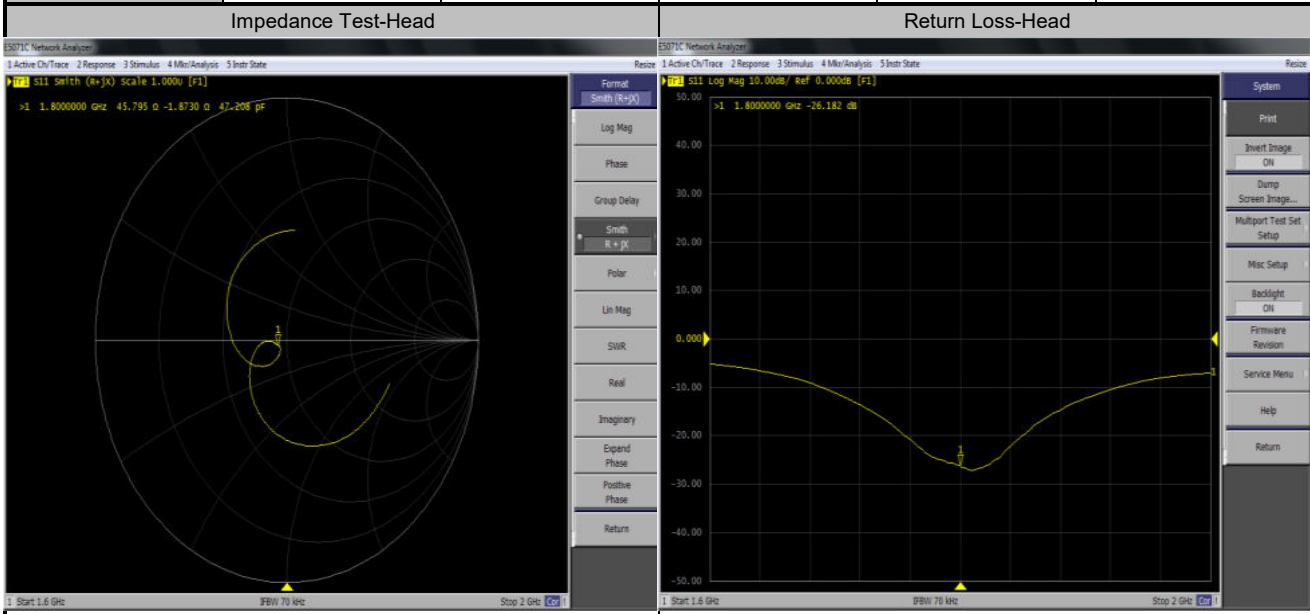 Impedance Test-Head
Return Loss-Head
E5071C Network Analyzer
1 Active Ch/Trace 2 Response 3 Stimulus 4 Mkr/Analysis 5 Instr State
Resize
Tr1 S11 Smith (R+jX) Scale 1.000U [F1]
>1 1.8000000 GHz 45.795 Ω -1.8730 Ω 47.208 pF
1
Format
Smith (R+jX)
Log Mag
Phase
Group Delay
Smith
R + jX
Polar
Lin Mag
SWR
Real
Imaginary
Expand
Phase
Positive
Phase
Return
1 Start 1.6 GHz
IFBW 70 kHz
Stop 2 GHz Cor !
E5071C Network Analyzer
1 Active Ch/Trace 2 Response 3 Stimulus 4 Mkr/Analysis 5 Instr State
Resize
Tr1 S11 Log Mag 10.00dB/ Ref 0.000dB [F1]
50.00
>1 1.8000000 GHz -26.182 dB
40.00
30.00
20.00
10.00
0.000
-10.00
-20.00
-30.00
-40.00
-50.00
1
1
System
Print
Invert Image
ON
Dump
Screen Image...
Multiport Test Set
Setup
Misc Setup
Backlight
ON
Firmware
Revision
Service Menu
Help
Return
1 Start 1.6 GHz
IFBW 70 kHz
Stop 2 GHz Cor !